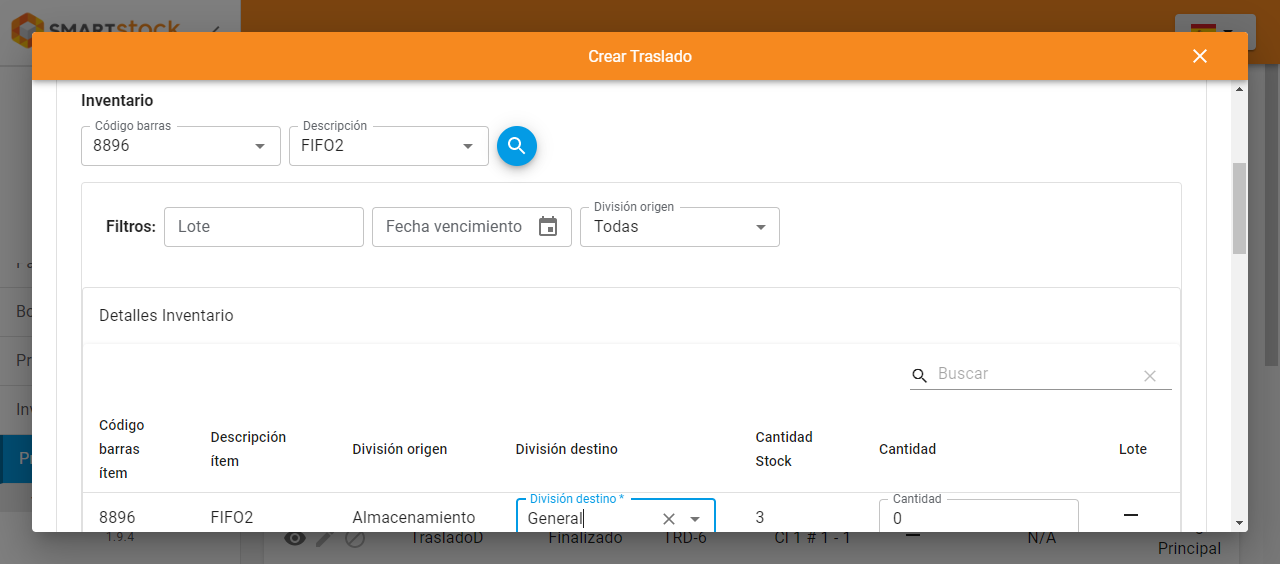 SMARTstock
Crear Traslado
Inventario
Código barras
8896
Descripción
FIFO2
Filtros:
Lote
Fecha vencimiento
División origen
Todas
Detalles Inventario
Buscar
Código barras ítem
Descripción ítem
División origen
División destino
Cantidad Stock
Cantidad
Lote
8896
FIFO2
Almacenamiento
División destino *
General
3
Cantidad
0
—
Bo
Pr
Inv
Pr
1.9.4
TrasladoD
Finalizado
TRD-6
CI 1 # 1 - 1
—
N/A
Principal